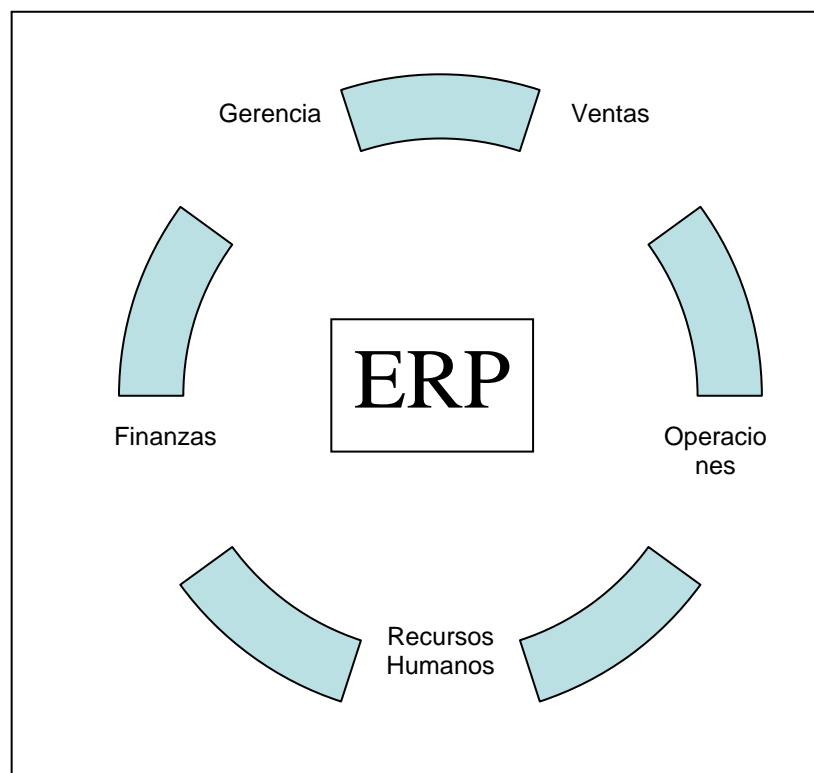 Gerencia
Ventas
ERP
Finanzas
Operacio
nes
Recursos
Humanos